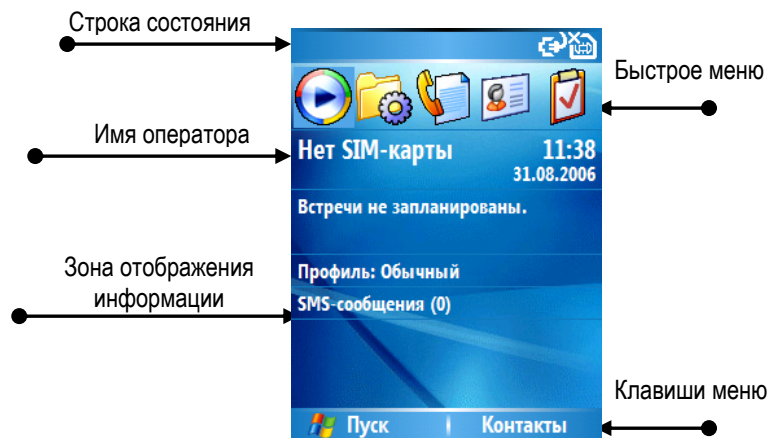 Строка состояния
Быстрое меню
Имя оператора
Нет SIM-карты 11:38
31.08.2006
Встречи не запланированы.
Зона отображения
информации
Профиль: Обычный
SMS-сообщения (0)
Клавиши меню
Пуск Контакты